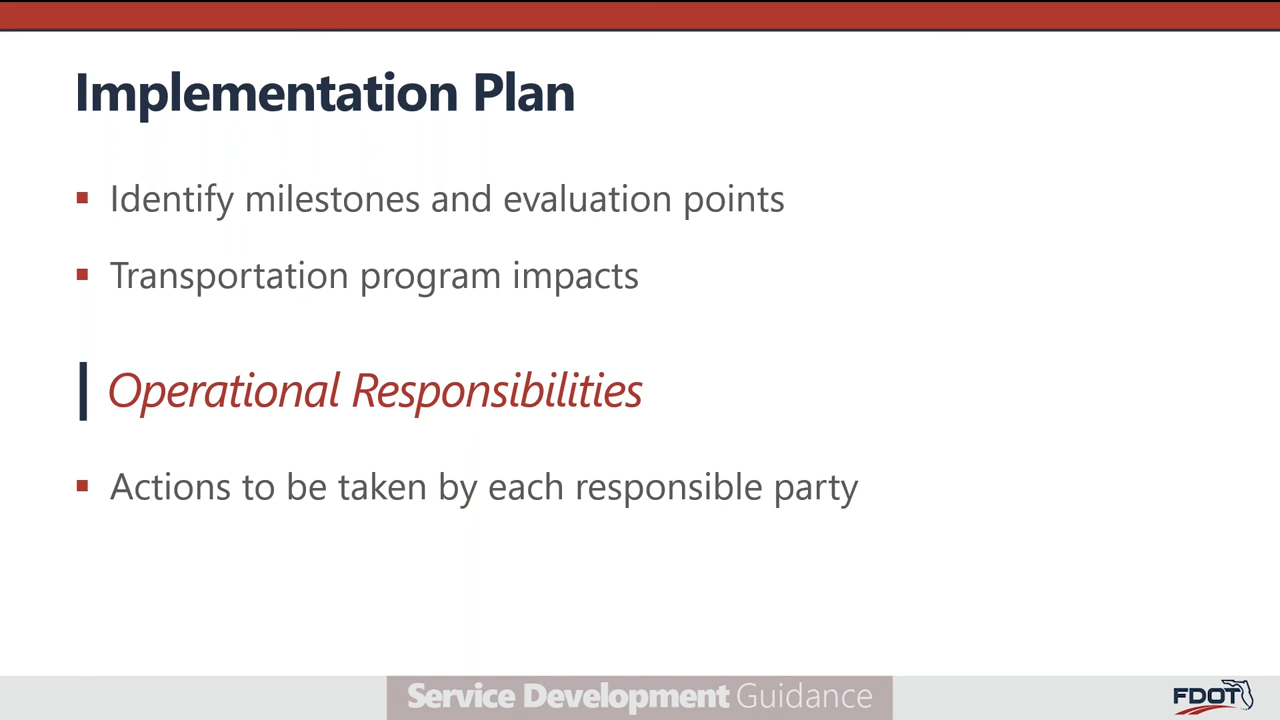 Implementation Plan
Identify milestones and evaluation points
Transportation program impacts
Operational Responsibilities
Actions to be taken by each responsible party
Service Development Guidance
FDOT